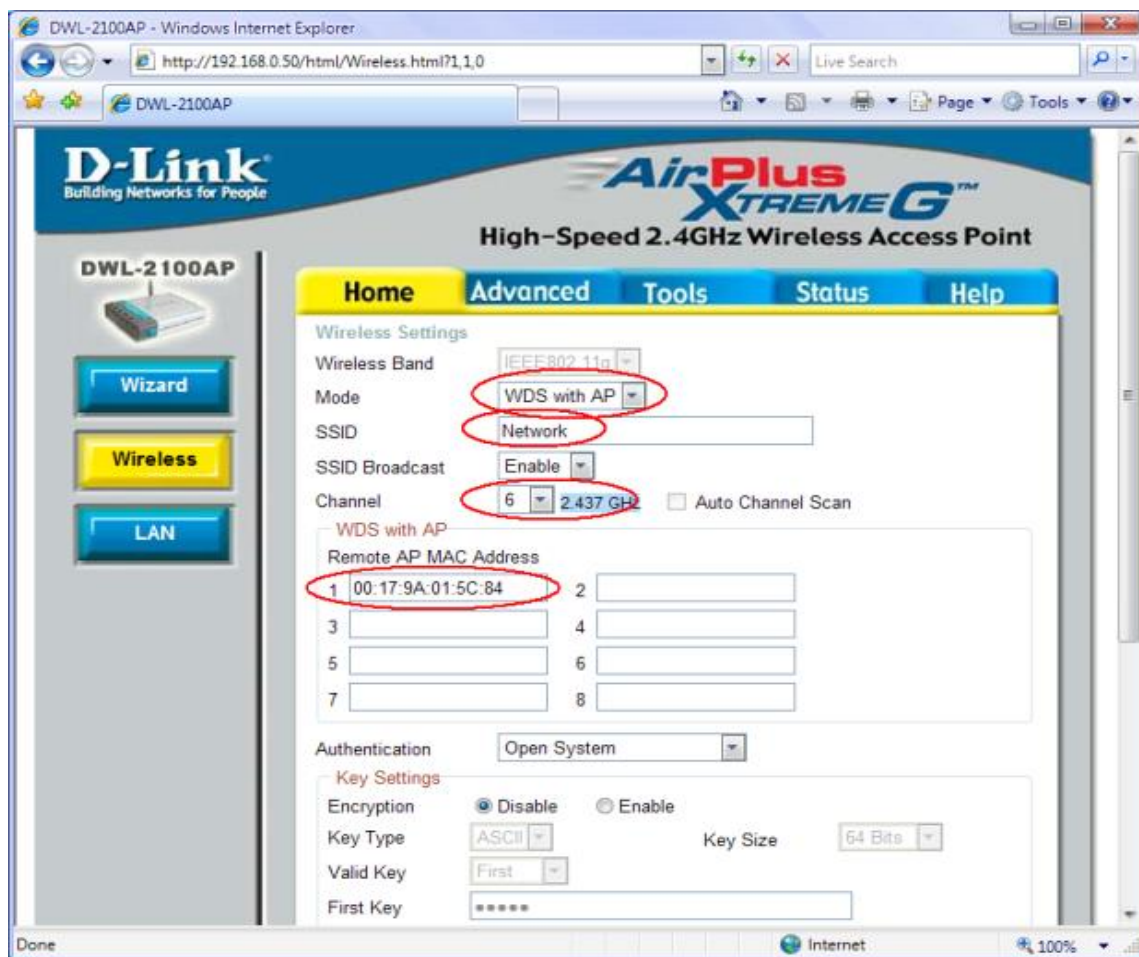 DWL-2100AP - Windows Internet Explorer
http://192.168.0.50/html/Wireless.html?1,1,0
Live Search
DWL-2100AP
Page Tools
D-Link
Building Networks for People
AirPlus
XTREME G™
High-Speed 2.4GHz Wireless Access Point
DWL-2100AP
Home Advanced Tools Status Help
Wizard
Wireless
LAN
Wireless Settings
Wireless Band IEEE802.11g
Mode WDS with AP
SSID Network
SSID Broadcast Enable
Channel 6 2.437 GHz Auto Channel Scan
WDS with AP
Remote AP MAC Address
1 00:17:9A:01:5C:84 2
3 4
5 6
7 8
Authentication Open System
Key Settings
Encryption Disable Enable
Key Type ASCII Key Size 64 Bits
Valid Key First
First Key •••••
Done Internet 100%